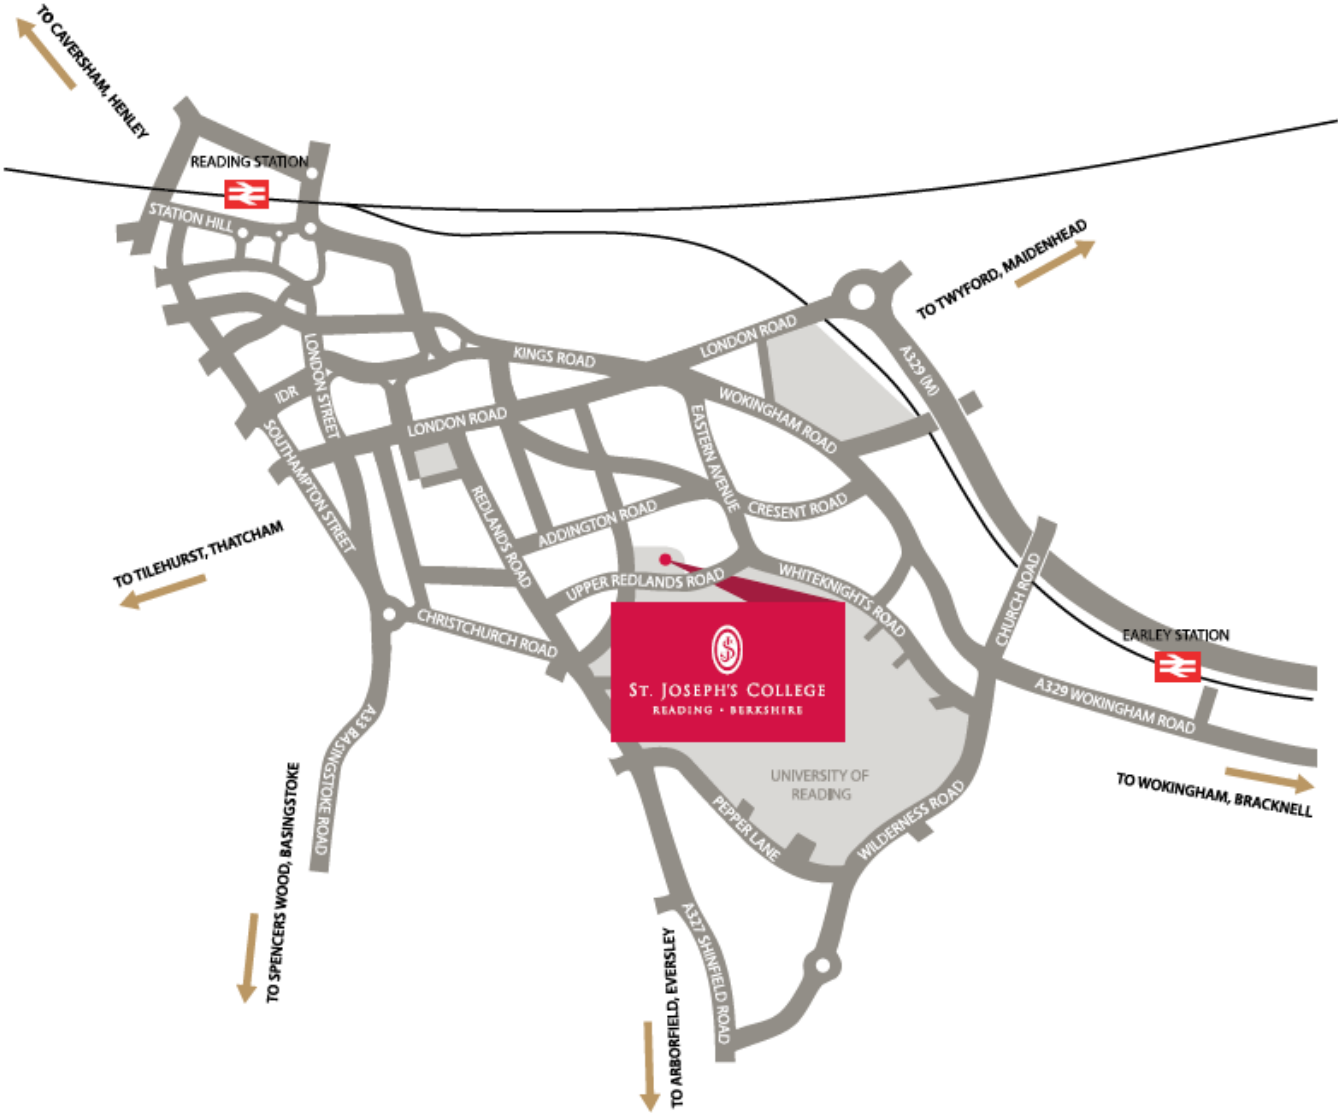 TO CAVERSHAM, HENLEY
READING STATION
STATION HILL
TO TWYFORD, MAIDENHEAD
LONDON ROAD
A329 (M)
KINGS ROAD
LONDON STREET
IDR
WOKINGHAM ROAD
LONDON ROAD
EASTERN AVENUE
SOUTHAMPTON STREET
REDLANDS ROAD
CRESENT ROAD
ADDINGTON ROAD
TO TILEHURST, THATCHAM
UPPER REDLANDS ROAD
WHITEKNIGHTS ROAD
CHURCH ROAD
CHRISTCHURCH ROAD
EARLEY STATION
ST. JOSEPH'S COLLEGE
READING • BERKSHIRE
A329 WOKINGHAM ROAD
A33 BASINGSTOKE ROAD
UNIVERSITY OF
READING
TO WOKINGHAM, BRACKNELL
PEPPER LANE
WILDERNESS ROAD
TO SPENCERS WOOD, BASINGSTOKE
A327 SHINFIELD ROAD
TO ARBORFIELD, EVERSLEY